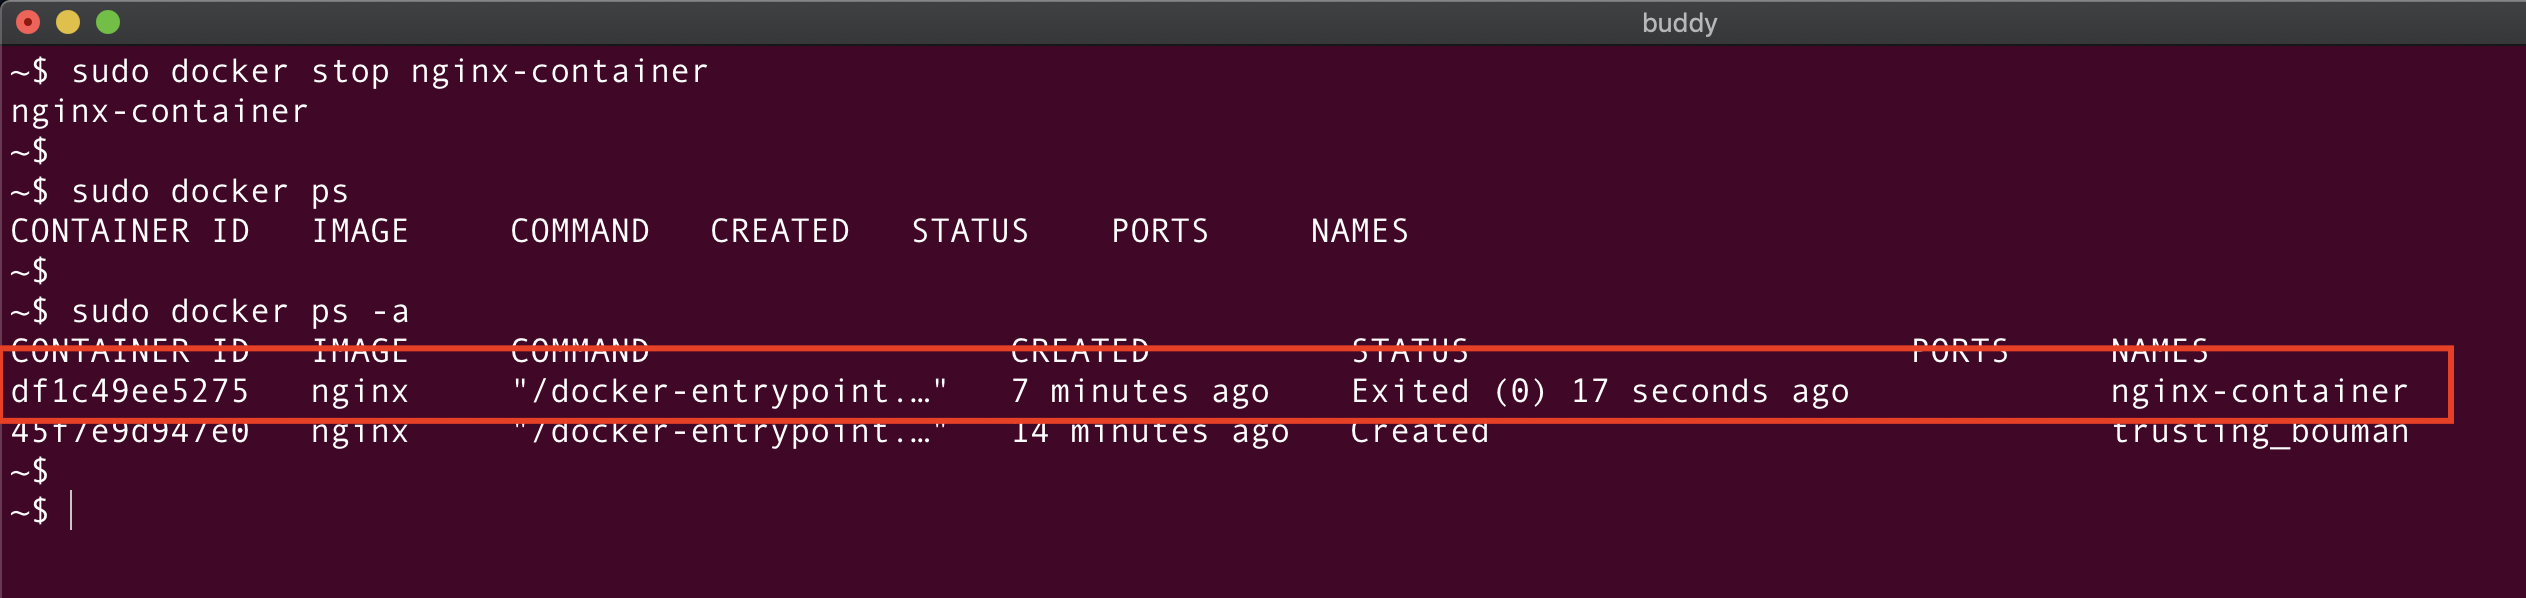 buddy
~$ sudo docker stop nginx-container
nginx-container
~$
~$ sudo docker ps
CONTAINER ID   IMAGE     COMMAND   CREATED   STATUS    PORTS     NAMES
~$
~$ sudo docker ps -a
CONTAINER ID   IMAGE     COMMAND                  CREATED          STATUS                      PORTS     NAMES
df1c49ee5275   nginx     "/docker-entrypoint.…"   7 minutes ago    Exited (0) 17 seconds ago             nginx-container
45f7e9d947e0   nginx     "/docker-entrypoint.…"   14 minutes ago   Created                               trusting_bouman
~$
~$